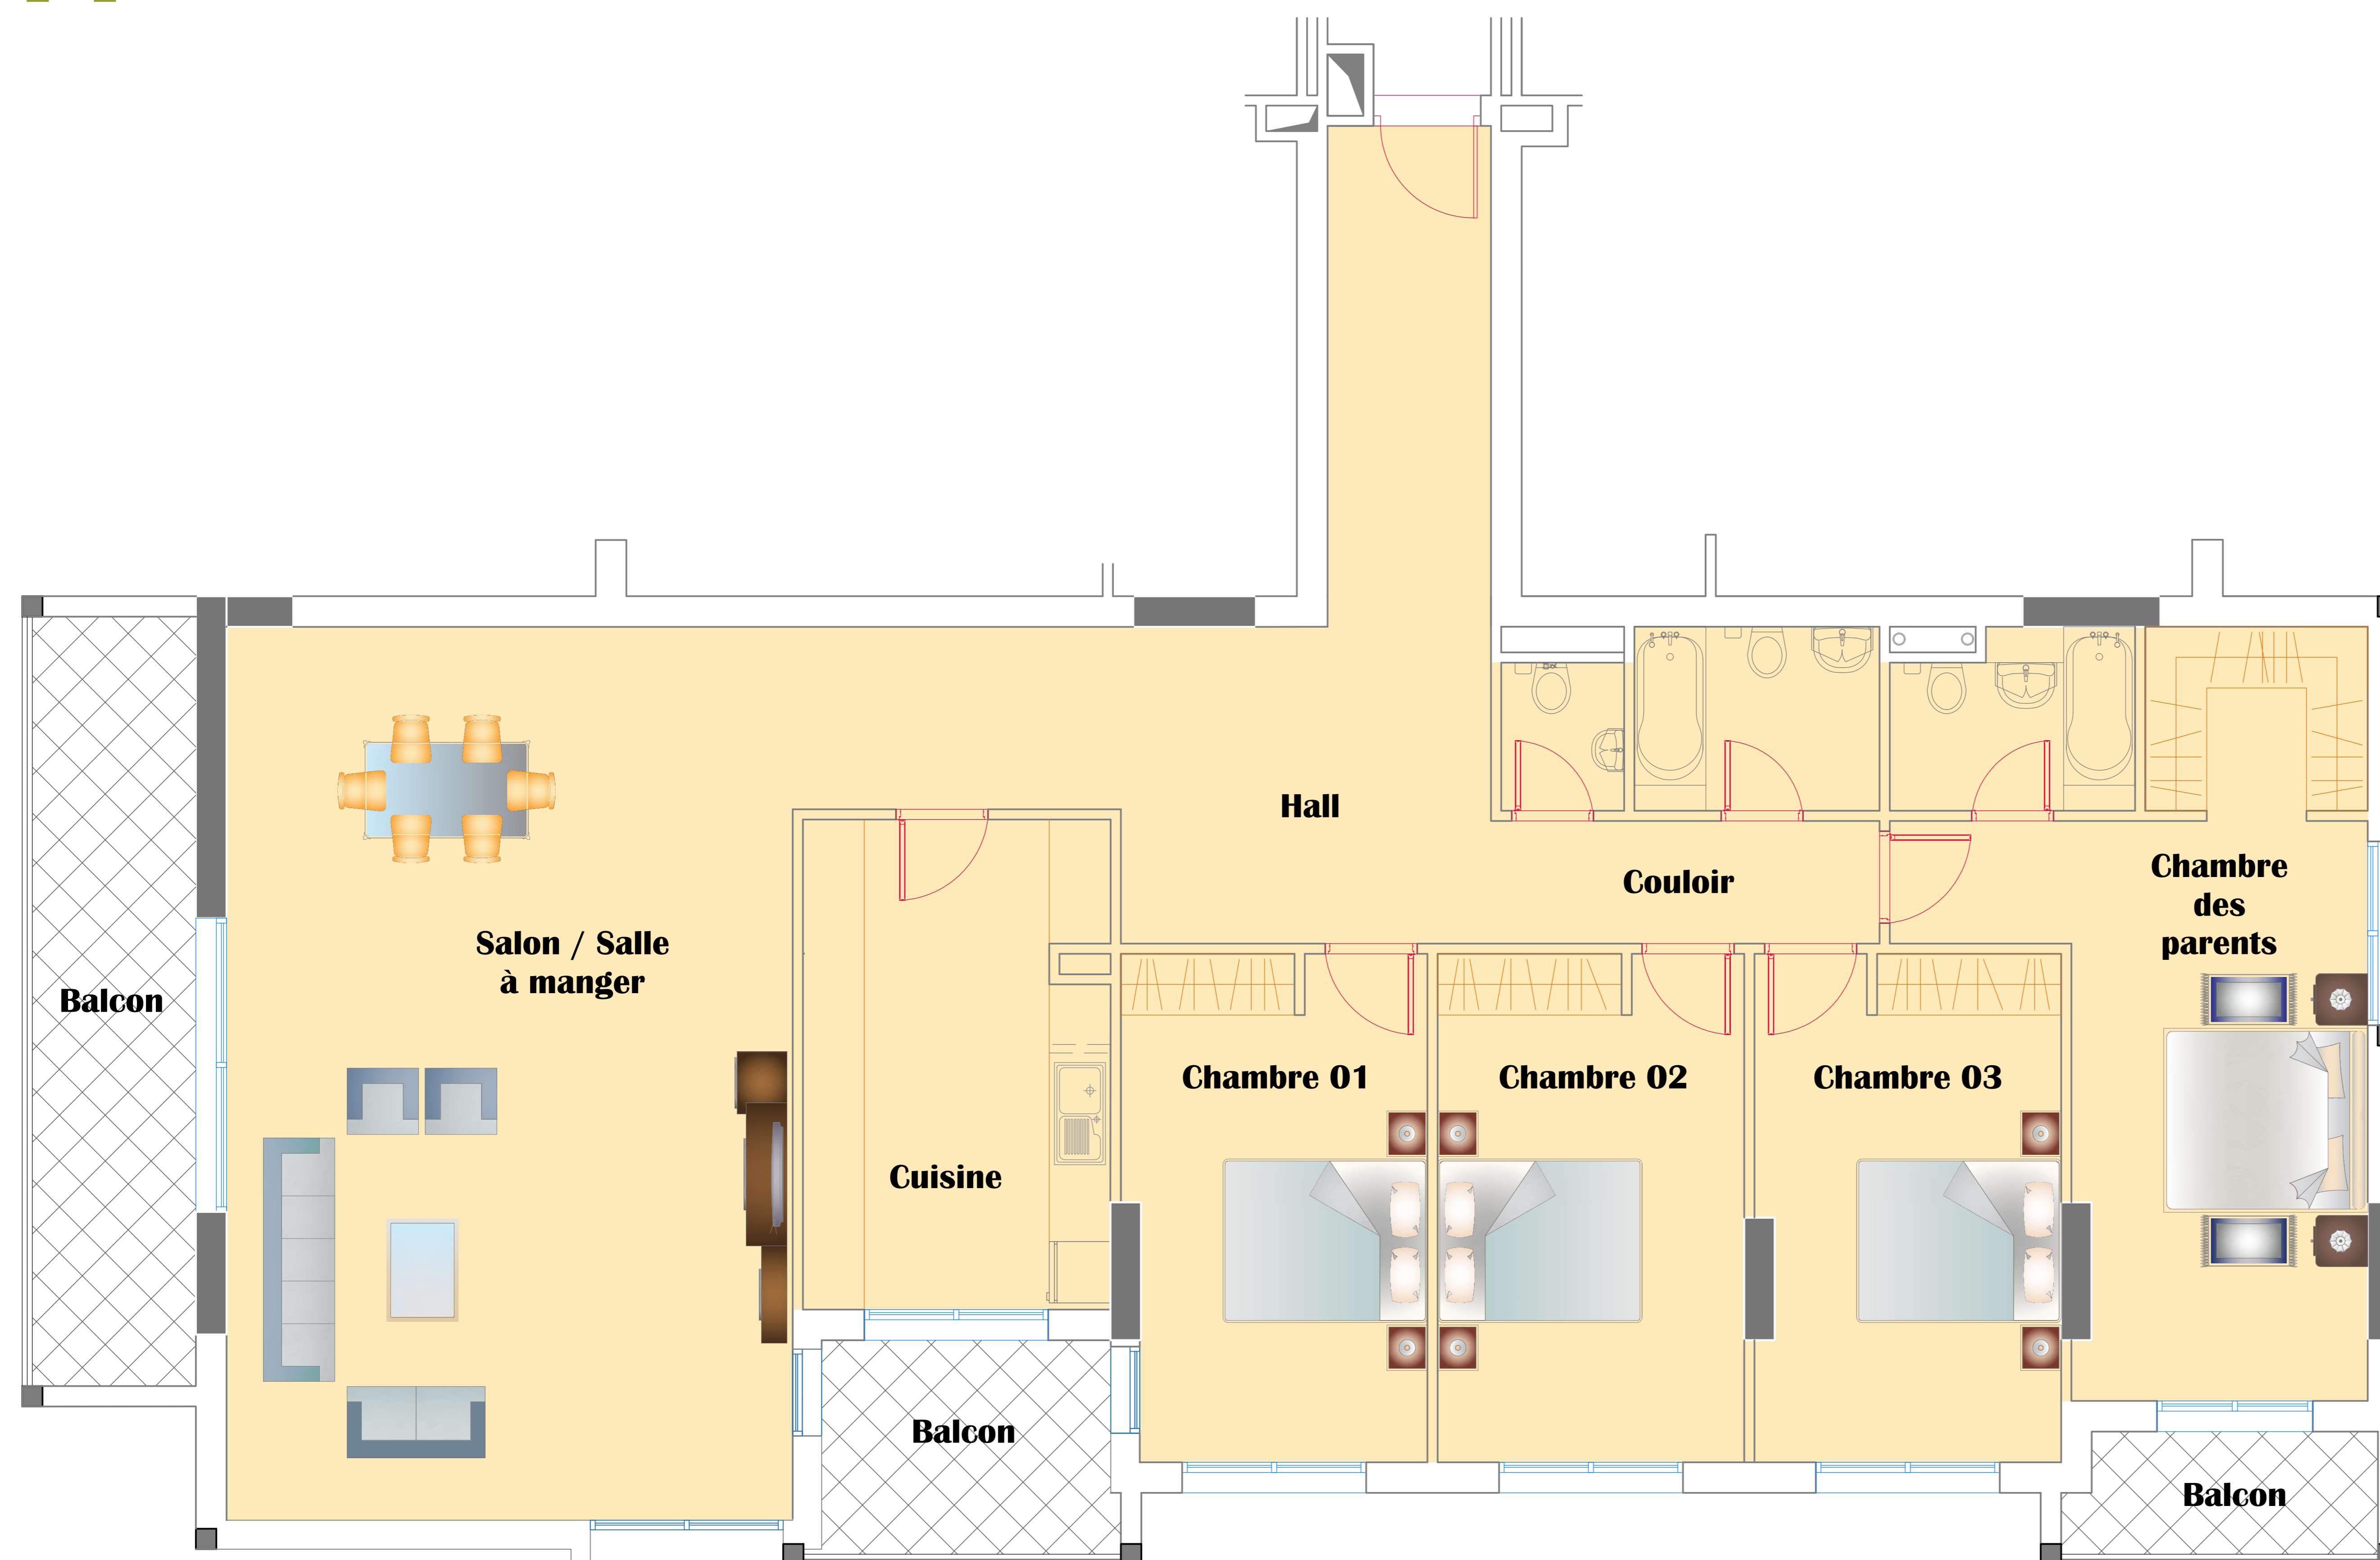 Hall
Couloir
Chambre
des
parents
Salon / Salle
à manger
Balcon
Chambre 01
Chambre 02
Chambre 03
Cuisine
Balcon
Balcon